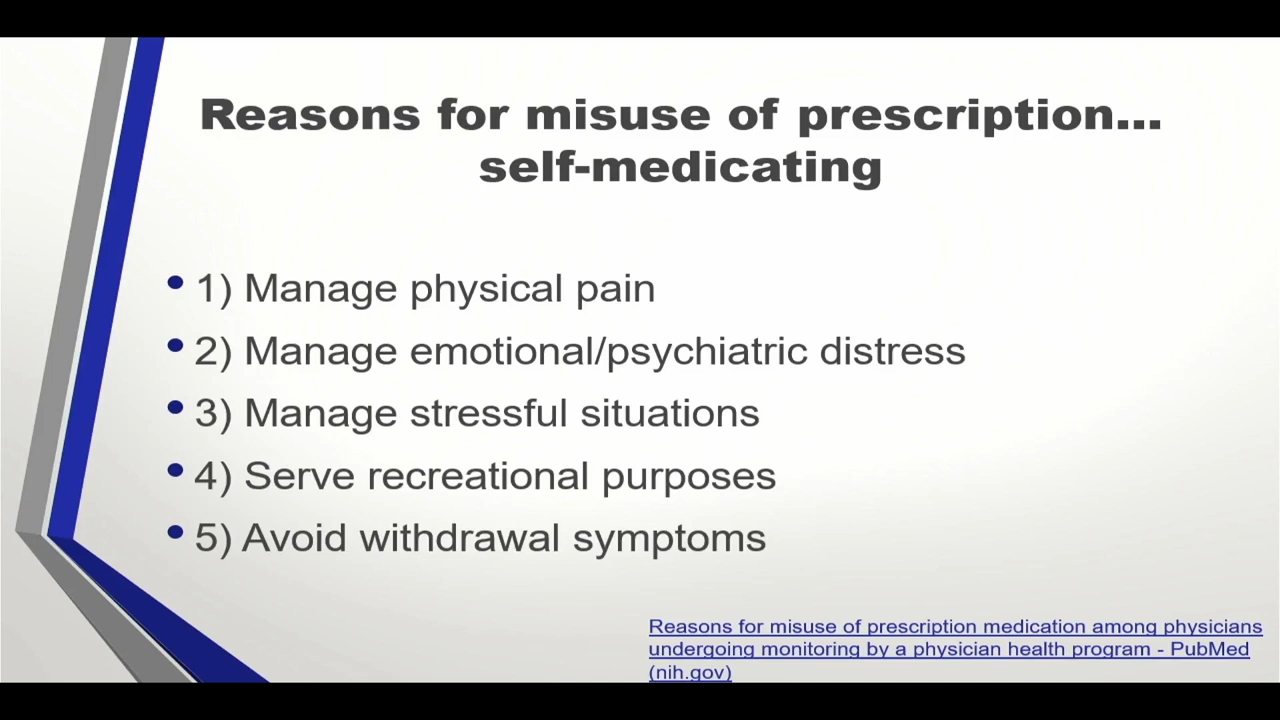 Reasons for misuse of prescription...
self-medicating
• 1) Manage physical pain
• 2) Manage emotional/psychiatric distress
• 3) Manage stressful situations
• 4) Serve recreational purposes
• 5) Avoid withdrawal symptoms
Reasons for misuse of prescription medication among physicians
undergoing monitoring by a physician health program - PubMed
(nih.gov)